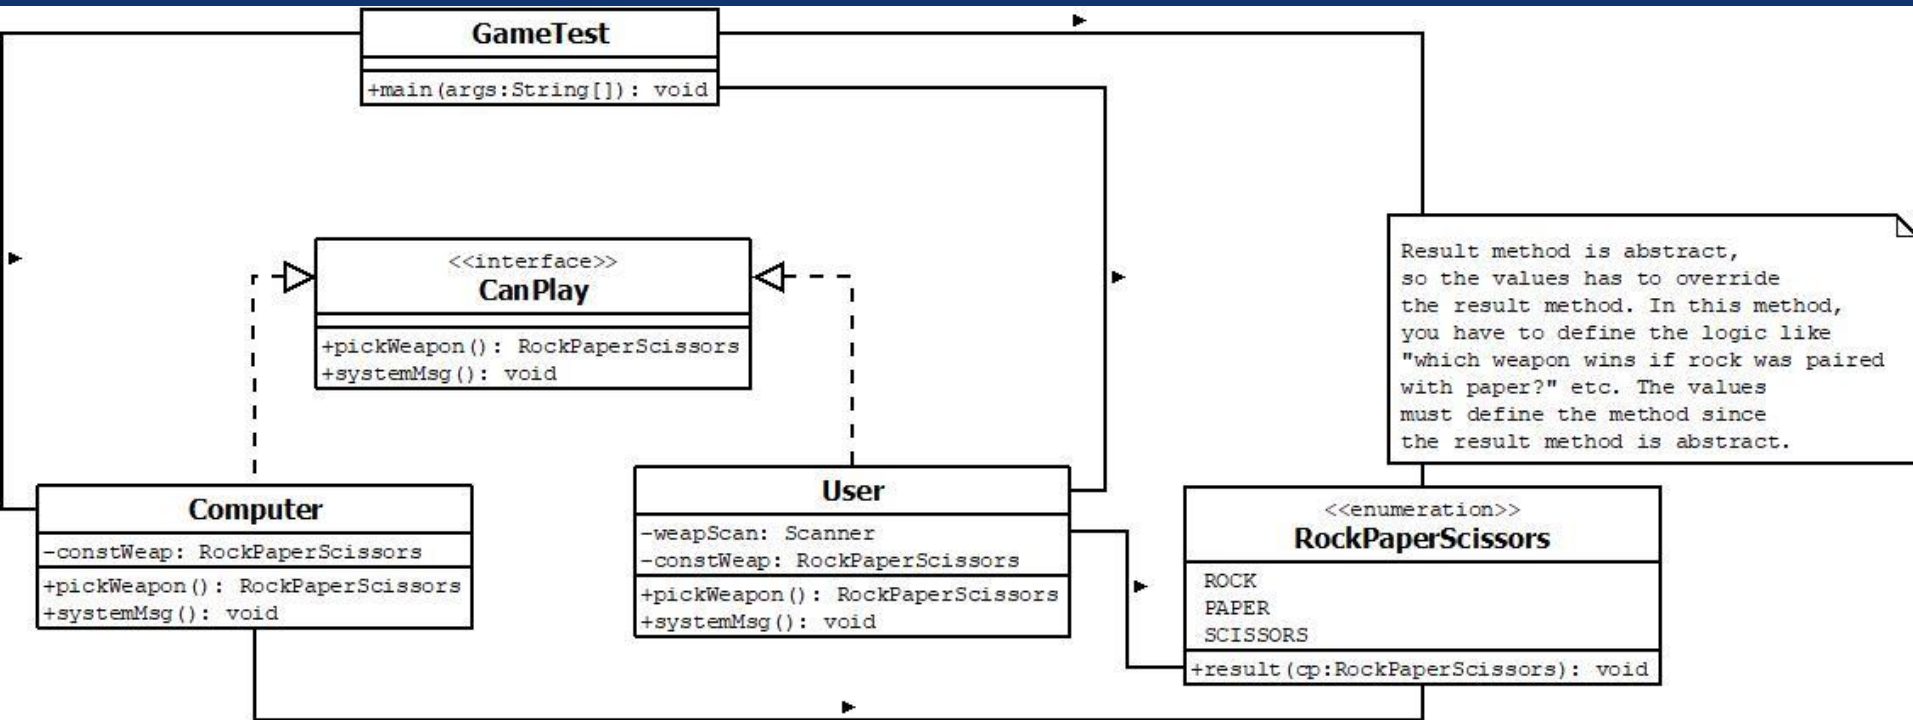 GameTest
+main(args:String[]): void
<<interface>>
CanPlay
+pickWeapon(): RockPaperScissors
+systemMsg(): void
Result method is abstract,
so the values has to override
the result method. In this method,
you have to define the logic like
"which weapon wins if rock was paired
with paper?" etc. The values
must define the method since
the result method is abstract.
Computer
-constWeap: RockPaperScissors
+pickWeapon(): RockPaperScissors
+systemMsg(): void
User
-weapScan: Scanner
-constWeap: RockPaperScissors
+pickWeapon(): RockPaperScissors
+systemMsg(): void
<<enumeration>>
RockPaperScissors
ROCK
PAPER
SCISSORS
+result(cp:RockPaperScissors): void